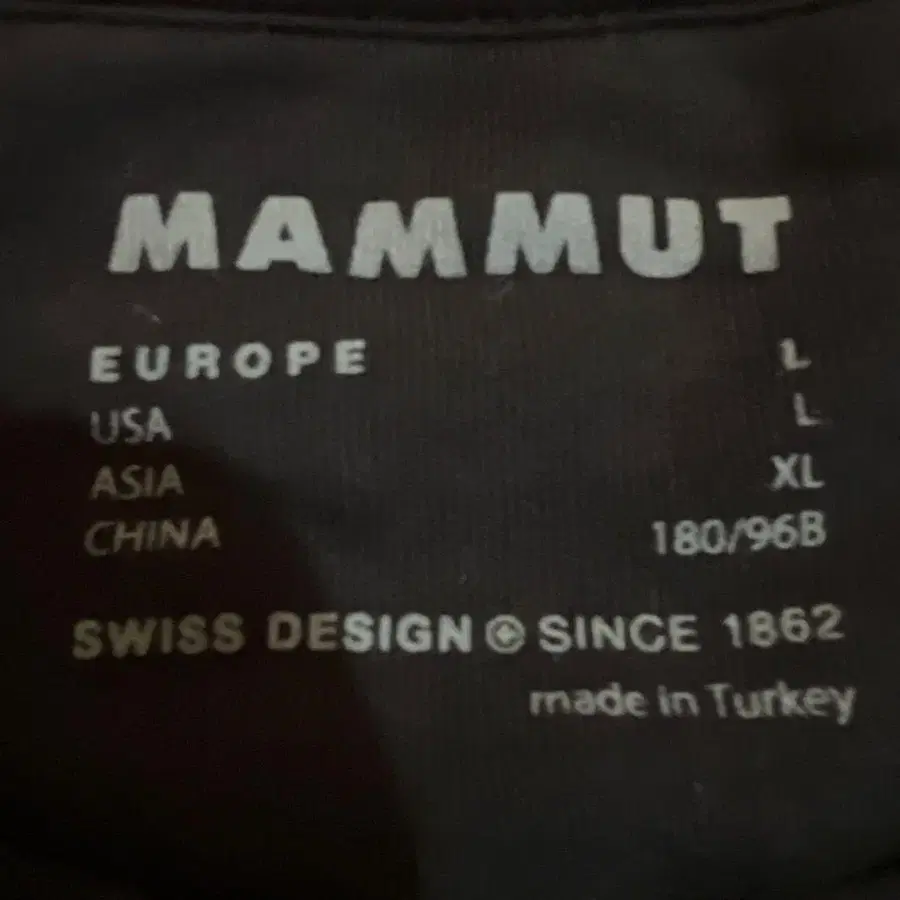 MAMMUT
EUROPE L
USA L
ASIA XL
CHINA 180/96B
SWISS DESIGN SINCE 1862
made in Turkey